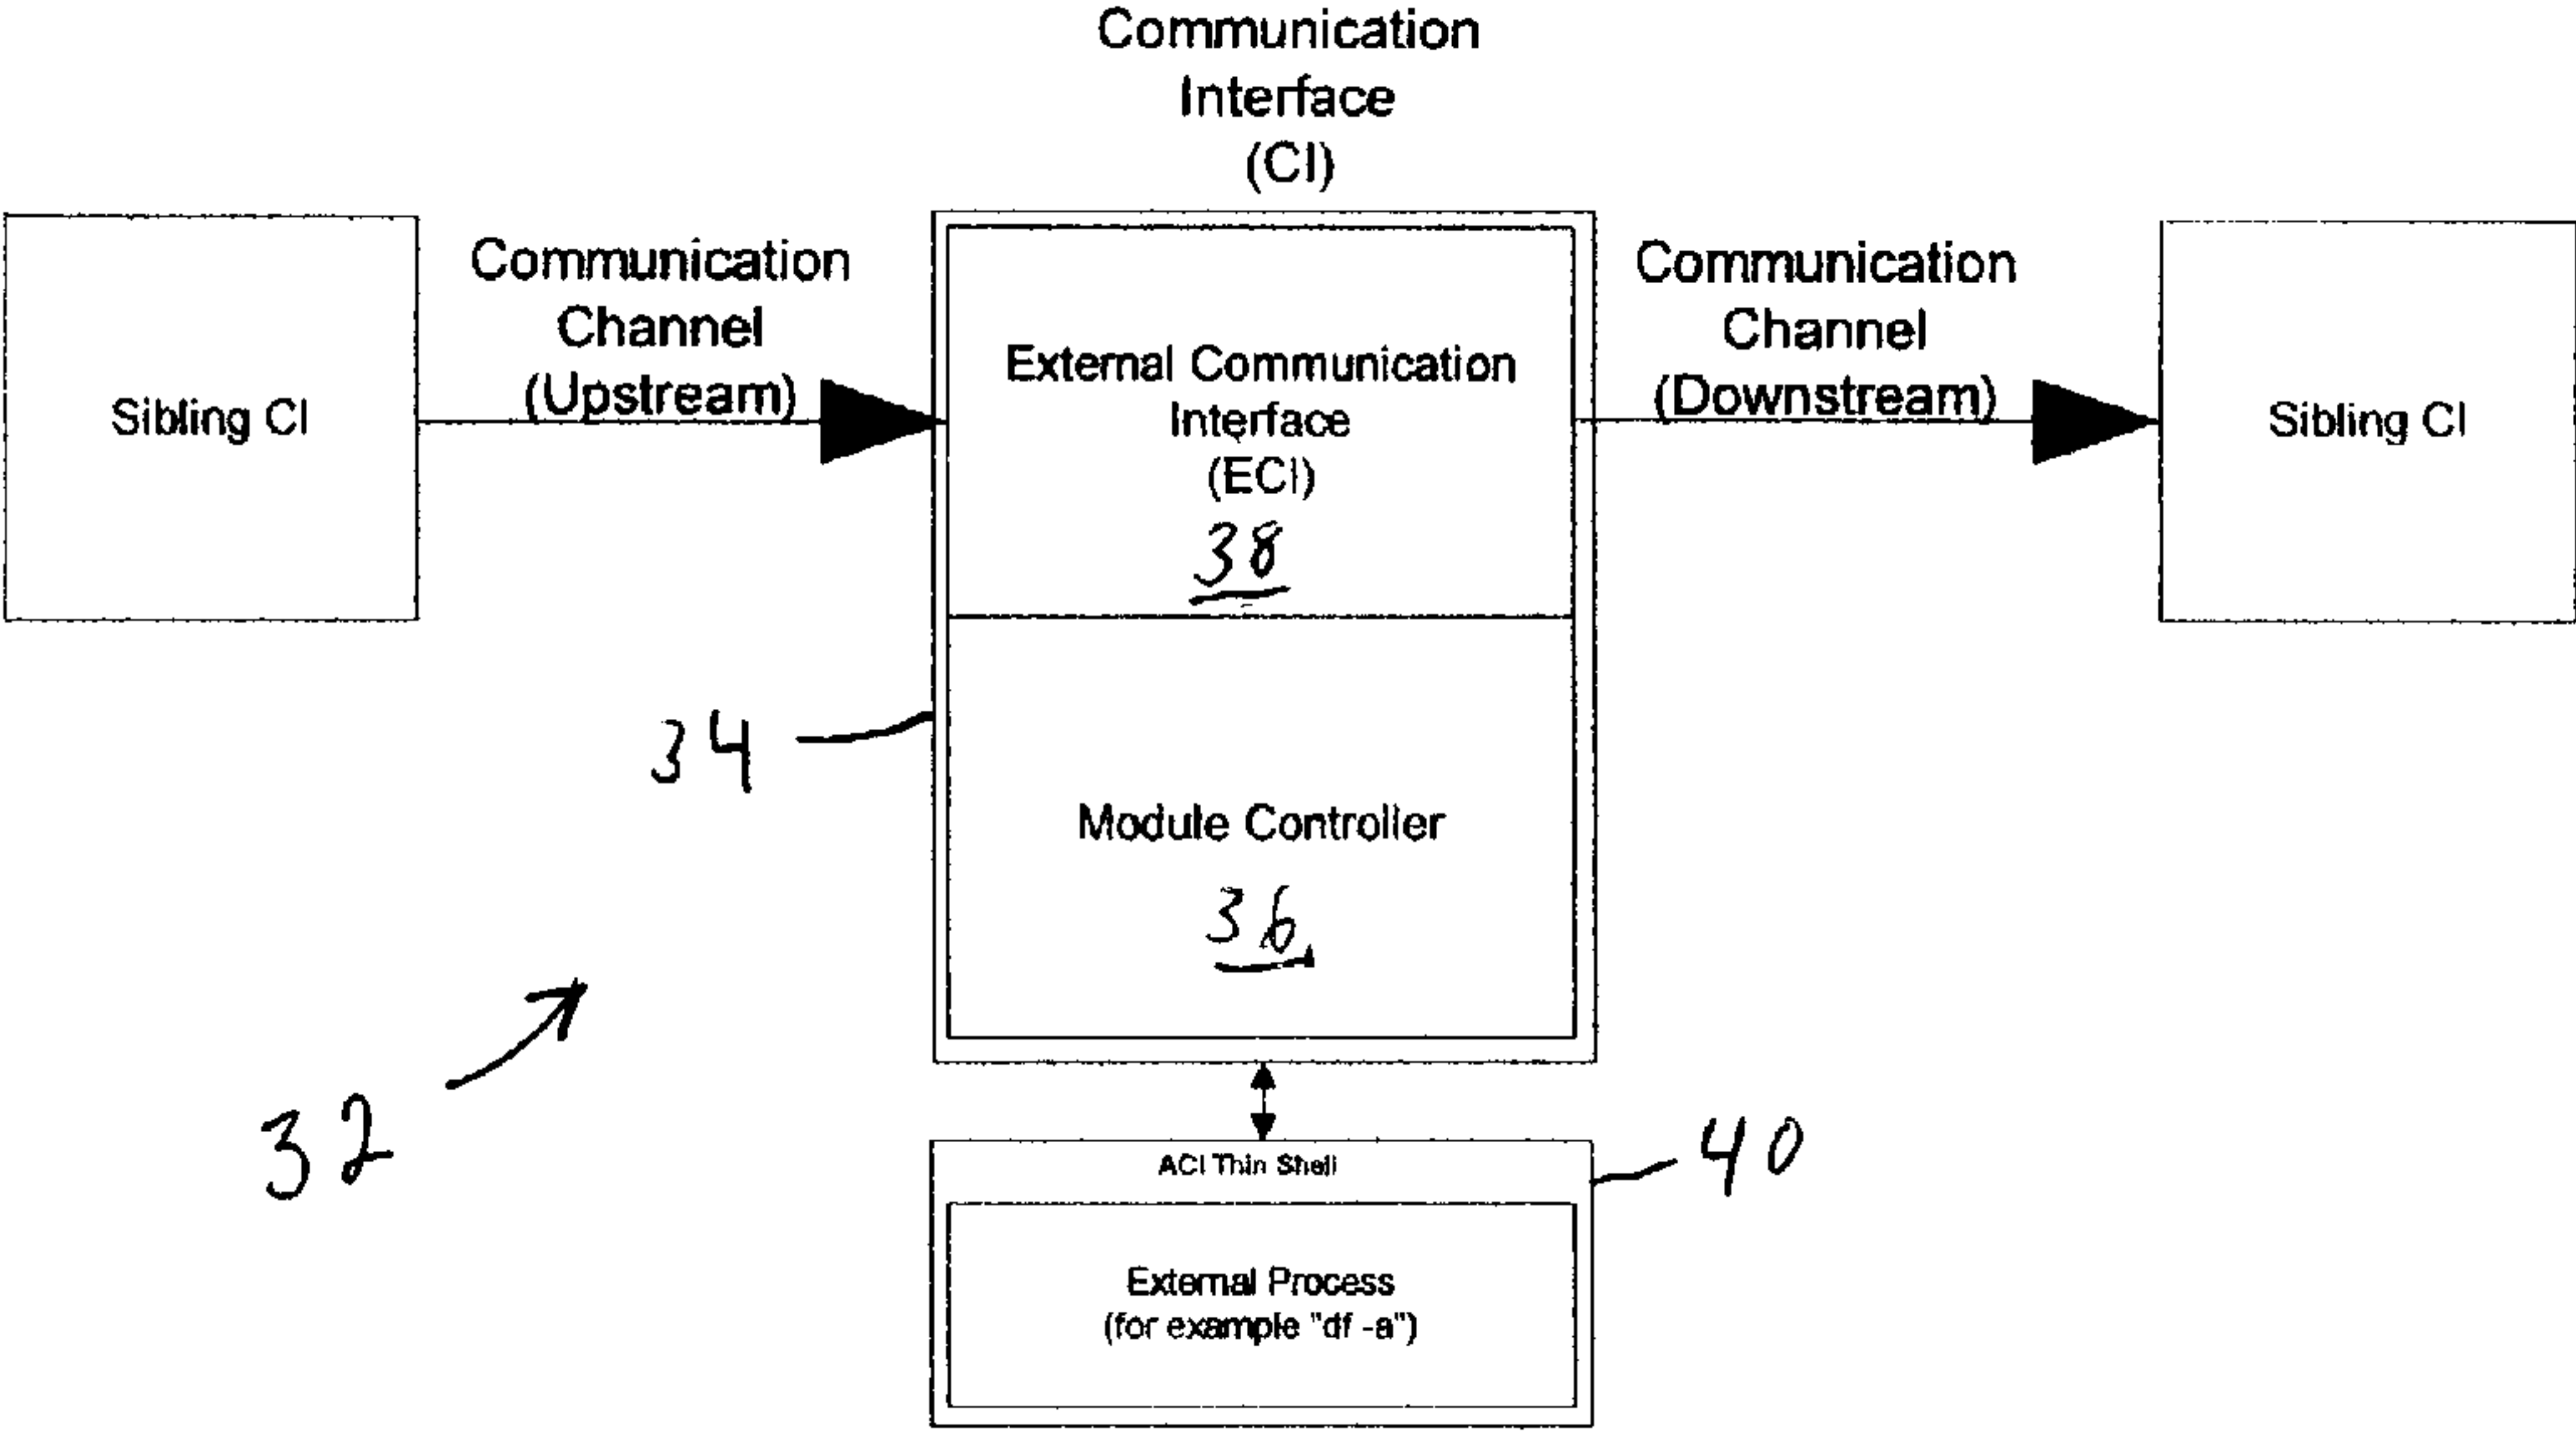 Communication
Interface
(CI)
Sibling CI
Communication
Channel
(Upstream)
External Communication
Interface
(ECI)
38
Communication
Channel
(Downstream)
Sibling CI
34
Module Controller
36
32
ACI Thin Shell
40
External Process
(for example "df -a")